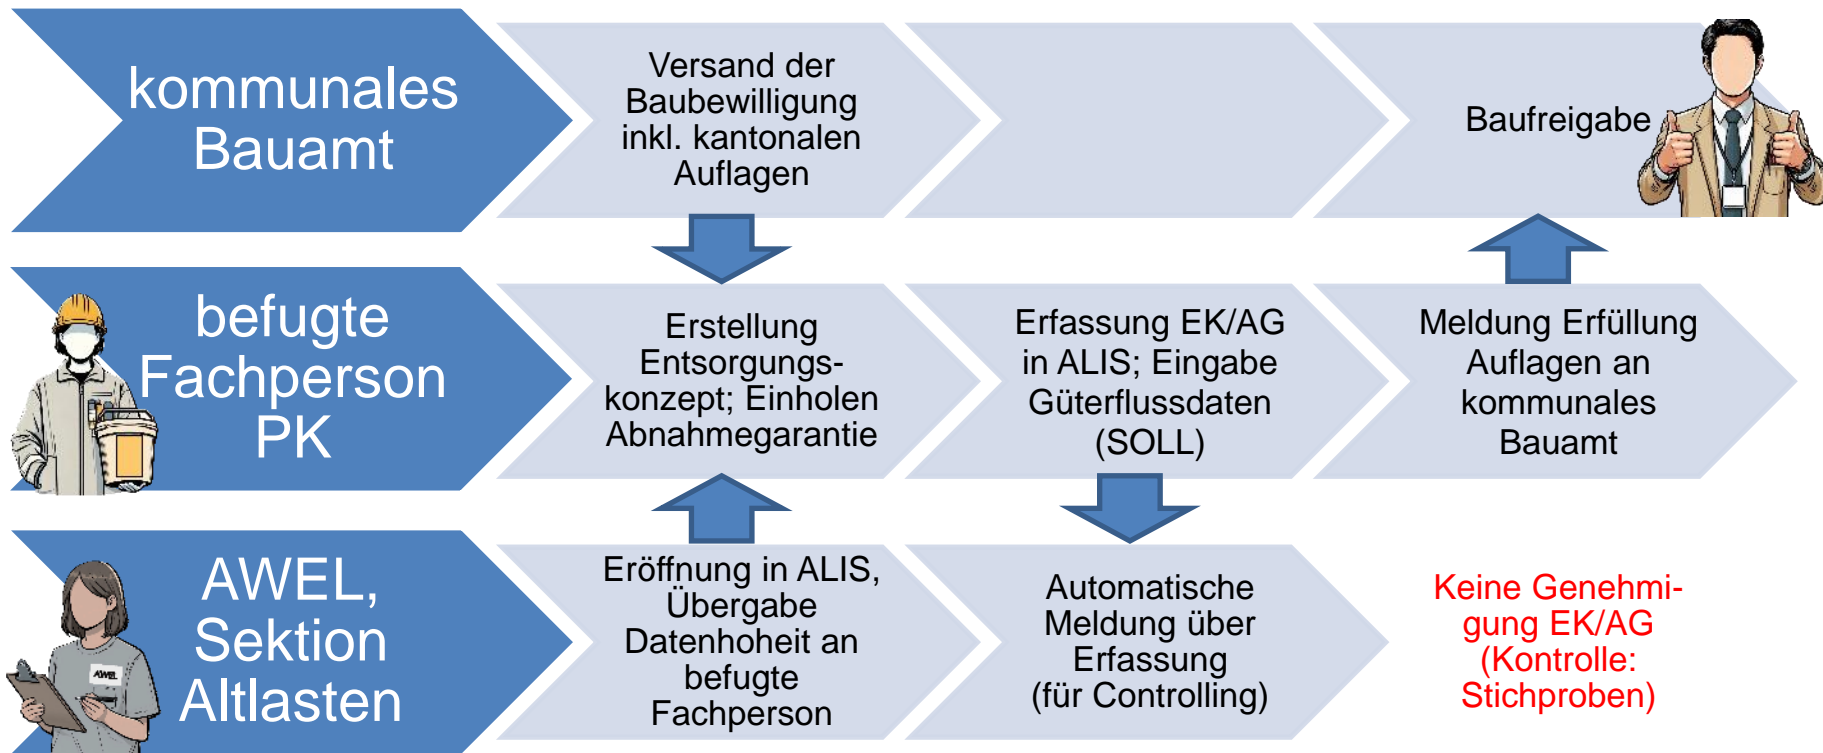 kommunales
Bauamt
Versand der
Baubewilligung
inkl. kantonalen
Auflagen
Baufreigabe
befugte
Fachperson
PK
Erstellung
Entsorgungs-
konzept; Einholen
Abnahmegarantie
Erfassung EK/AG
in ALIS; Eingabe
Güterflussdaten
(SOLL)
Meldung Erfüllung
Auflagen an
kommunales
Bauamt
AWEL,
Sektion
Altlasten
AWEL
Eröffnung in ALIS,
Übergabe
Datenhoheit an
befugte
Fachperson
Automatische
Meldung über
Erfassung
(für Controlling)
Keine Genehmi-
gung EK/AG
(Kontrolle:
Stichproben)